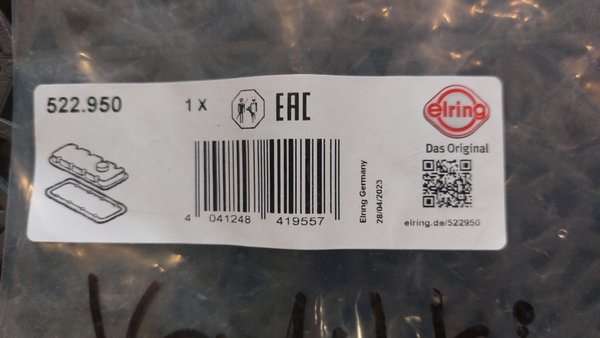 522.950
1 X
EAC
elring
Das Original
4 041248 419557
Elring Germany
28/04/2023
elring.de/522950